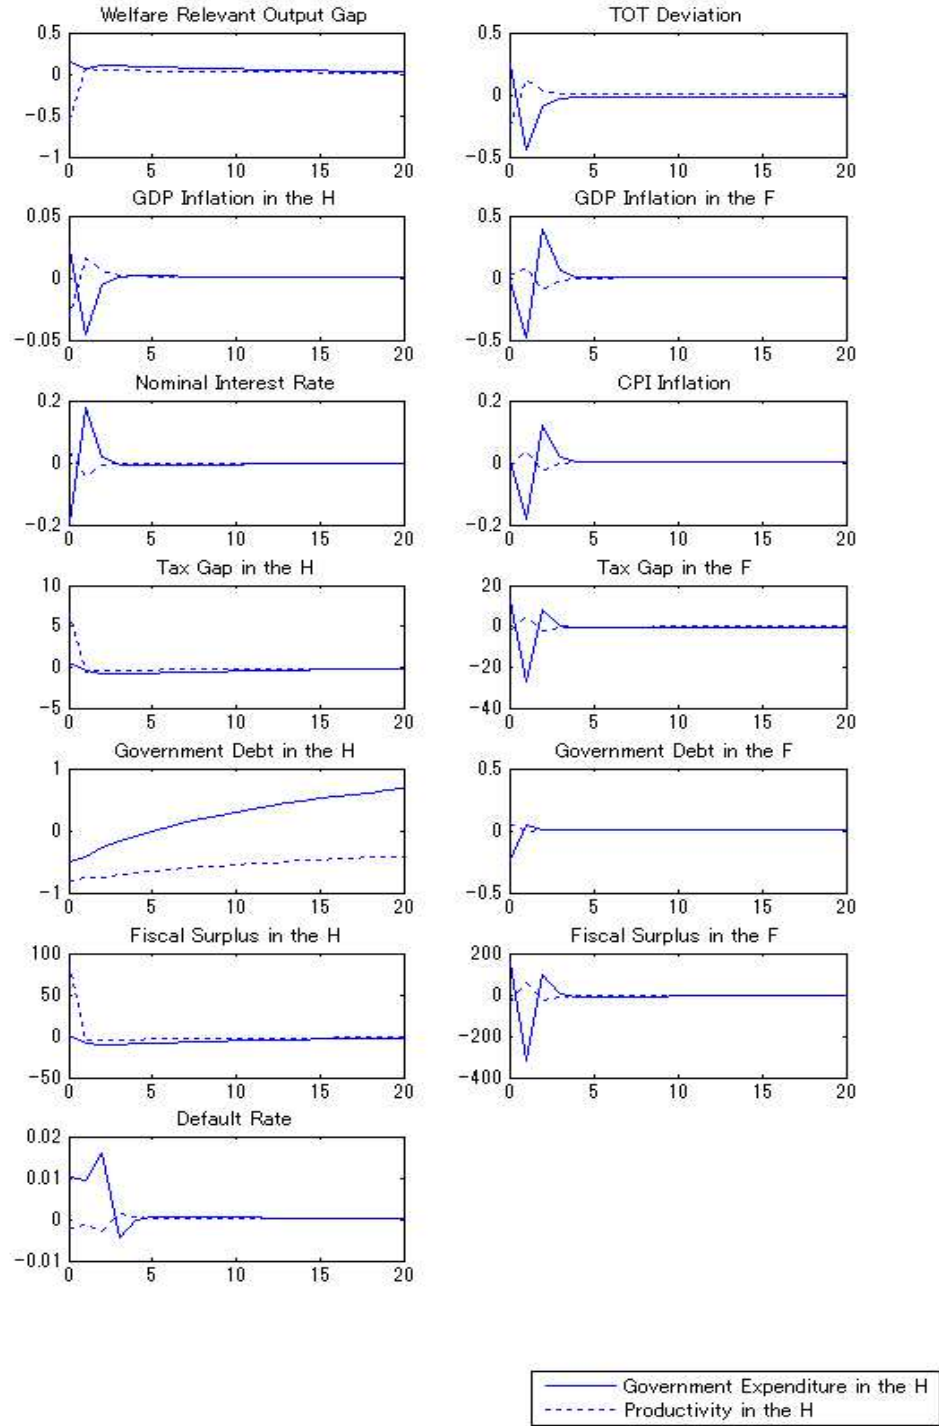 Welfare Relevant Output Gap
0.5
0
−0.5
−1
0 5 10 15 20
TOT Deviation
0.5
0
−0.5
0 5 10 15 20
GDP Inflation in the H
0.05
0
−0.05
0 5 10 15 20
GDP Inflation in the F
0.5
0
−0.5
0 5 10 15 20
Nominal Interest Rate
0.2
0
−0.2
0 5 10 15 20
CPI Inflation
0.2
0
−0.2
0 5 10 15 20
Tax Gap in the H
10
5
0
−5
0 5 10 15 20
Tax Gap in the F
20
0
−20
−40
0 5 10 15 20
Government Debt in the H
1
0
−1
0 5 10 15 20
Government Debt in the F
0.5
0
−0.5
0 5 10 15 20
Fiscal Surplus in the H
100
50
0
−50
0 5 10 15 20
Fiscal Surplus in the F
200
0
−200
−400
0 5 10 15 20
Default Rate
0.02
0.01
0
−0.01
0 5 10 15 20
Government Expenditure in the H
Productivity in the H